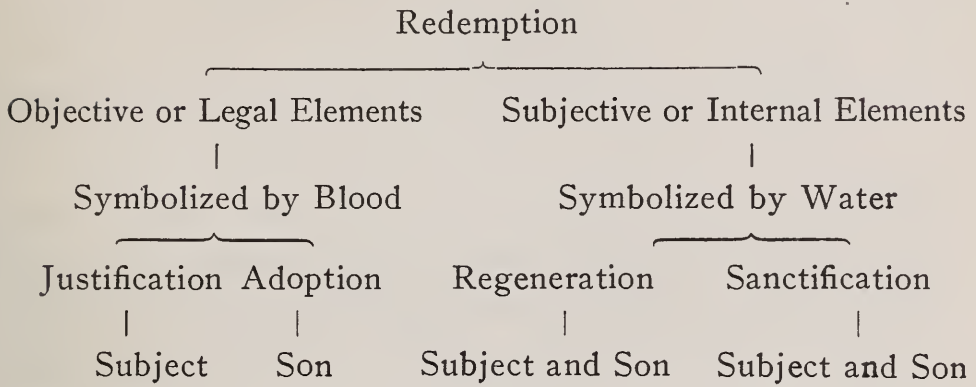 Redemption
Objective or Legal Elements Subjective or Internal Elements
Symbolized by Blood Symbolized by Water
Justification Adoption Regeneration Sanctification
Subject Son Subject and Son Subject and Son